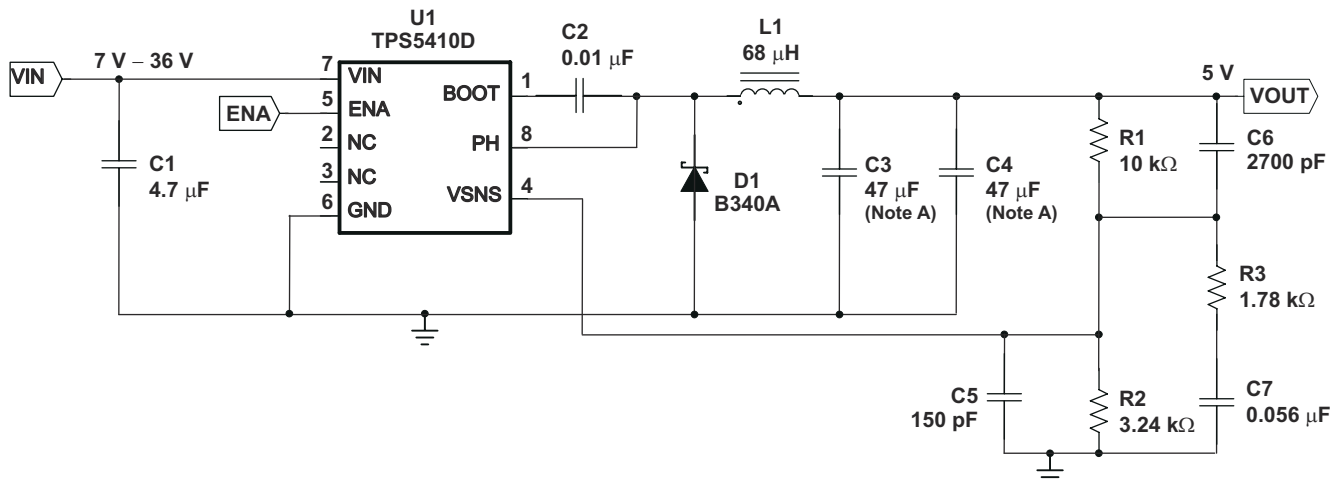 U1
TPS5410D
VIN
7 V – 36 V
7
VIN
5
ENA
ENA
2
NC
3
NC
6
GND
BOOT
1
PH
8
VSNS
4
C1
4.7 μF
C2
0.01 μF
L1
68 μH
D1
B340A
C3
47 μF
(Note A)
C4
47 μF
(Note A)
5 V
VOUT
R1
10 kΩ
C6
2700 pF
R3
1.78 kΩ
C5
150 pF
R2
3.24 kΩ
C7
0.056 μF